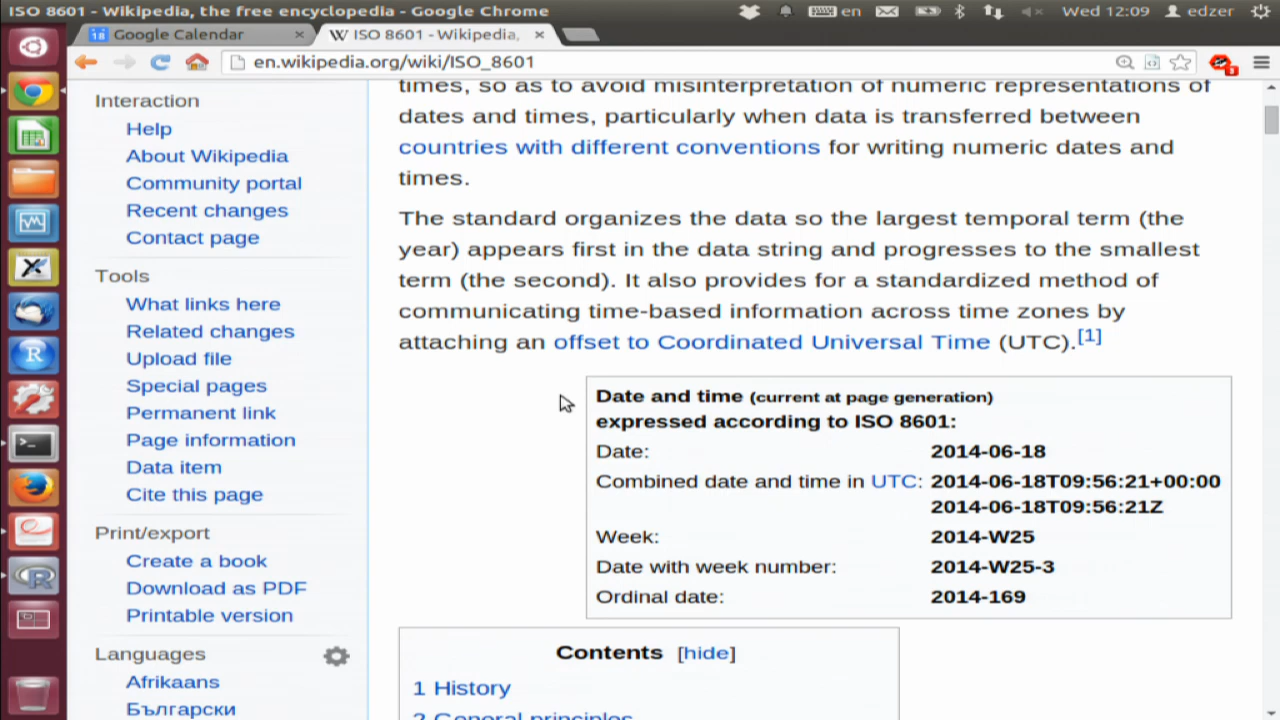 ISO 8601 - Wikipedia, the free encyclopedia - Google Chrome
en
Wed 12:09
edzer
18 Google Calendar ×
W ISO 8601 - Wikipedia, ×
en.wikipedia.org/wiki/ISO_8601
Interaction
Help
About Wikipedia
Community portal
Recent changes
Contact page
Tools
What links here
Related changes
Upload file
Special pages
Permanent link
Page information
Data item
Cite this page
Print/export
Create a book
Download as PDF
Printable version
Languages
Afrikaans
Български
times, so as to avoid misinterpretation of numeric representations of
dates and times, particularly when data is transferred between
countries with different conventions for writing numeric dates and
times.
The standard organizes the data so the largest temporal term (the
year) appears first in the data string and progresses to the smallest
term (the second). It also provides for a standardized method of
communicating time-based information across time zones by
attaching an offset to Coordinated Universal Time (UTC).[1]
Date and time (current at page generation)
expressed according to ISO 8601:
Date: 2014-06-18
Combined date and time in UTC: 2014-06-18T09:56:21+00:00
2014-06-18T09:56:21Z
Week: 2014-W25
Date with week number: 2014-W25-3
Ordinal date: 2014-169
Contents [hide]
1 History
2 General principles